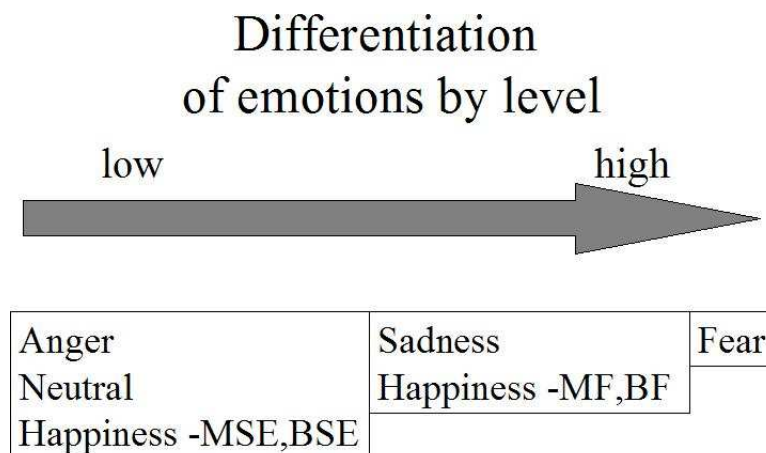 Differentiation
of emotions by level
low high
Anger
Neutral
Happiness -MSE,BSE
Sadness
Happiness -MF,BF
Fear